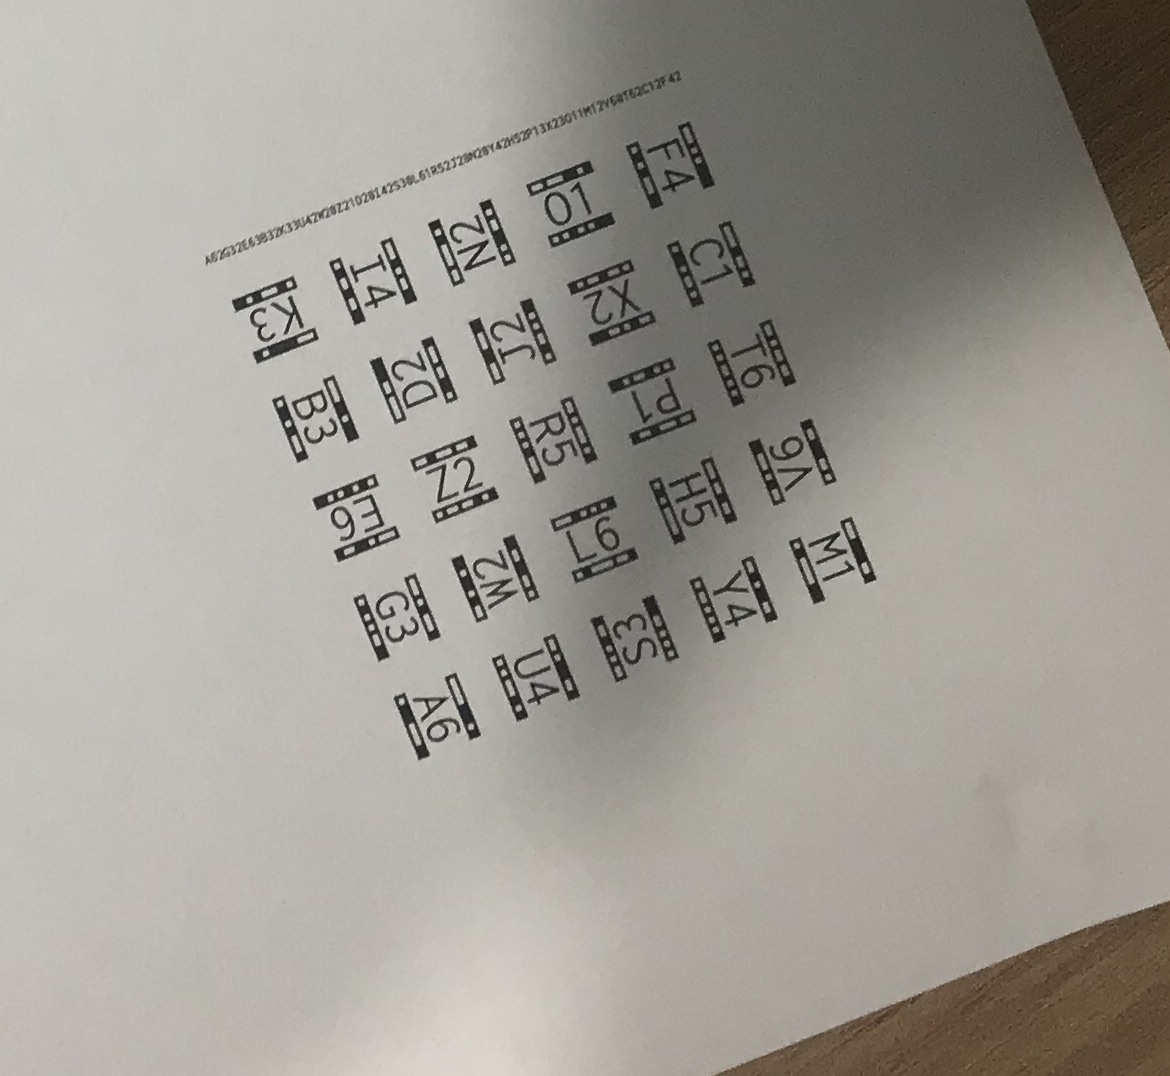 A62G32E63B32K33U42W20Z21D20I42S30L61R52J20N20Y42H52P13X23O11M12V60T62C12F42
K3 I4 N2 O1 F4
B3 D2 J2 X2 C1
E6 Z2 R5 P1 T6
G3 W2 L6 H5 V6
A6 U4 S3 Y4 M1